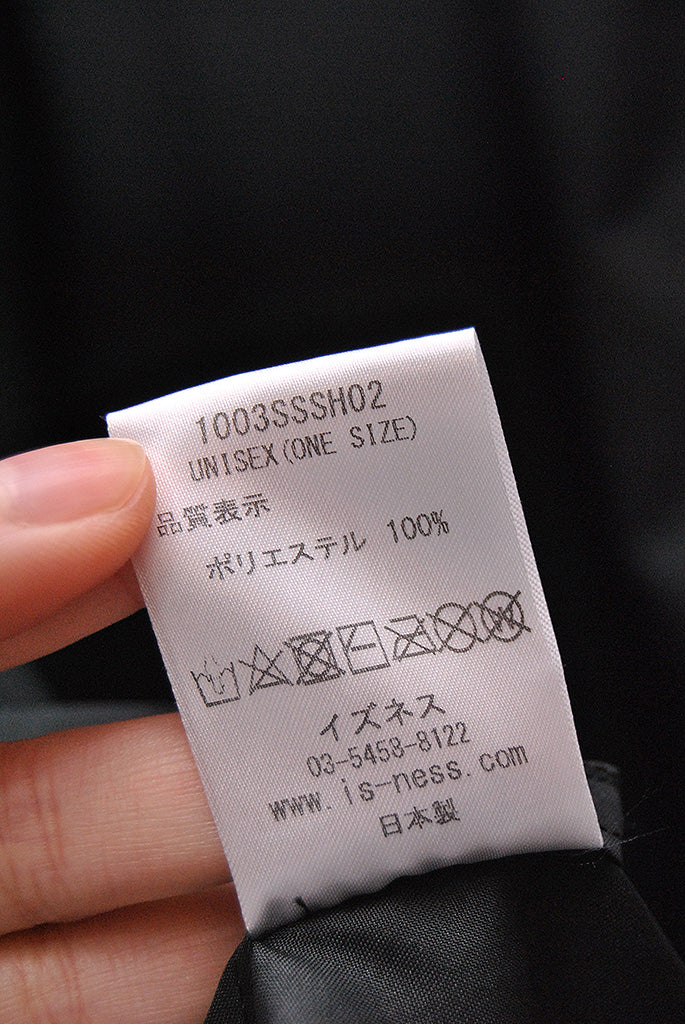 1003SSSH02
UNISEX(ONE SIZE)
品質表示
ポリエステル 100%
イズネス
03-5458-8122
www.is-ness.com
日本製